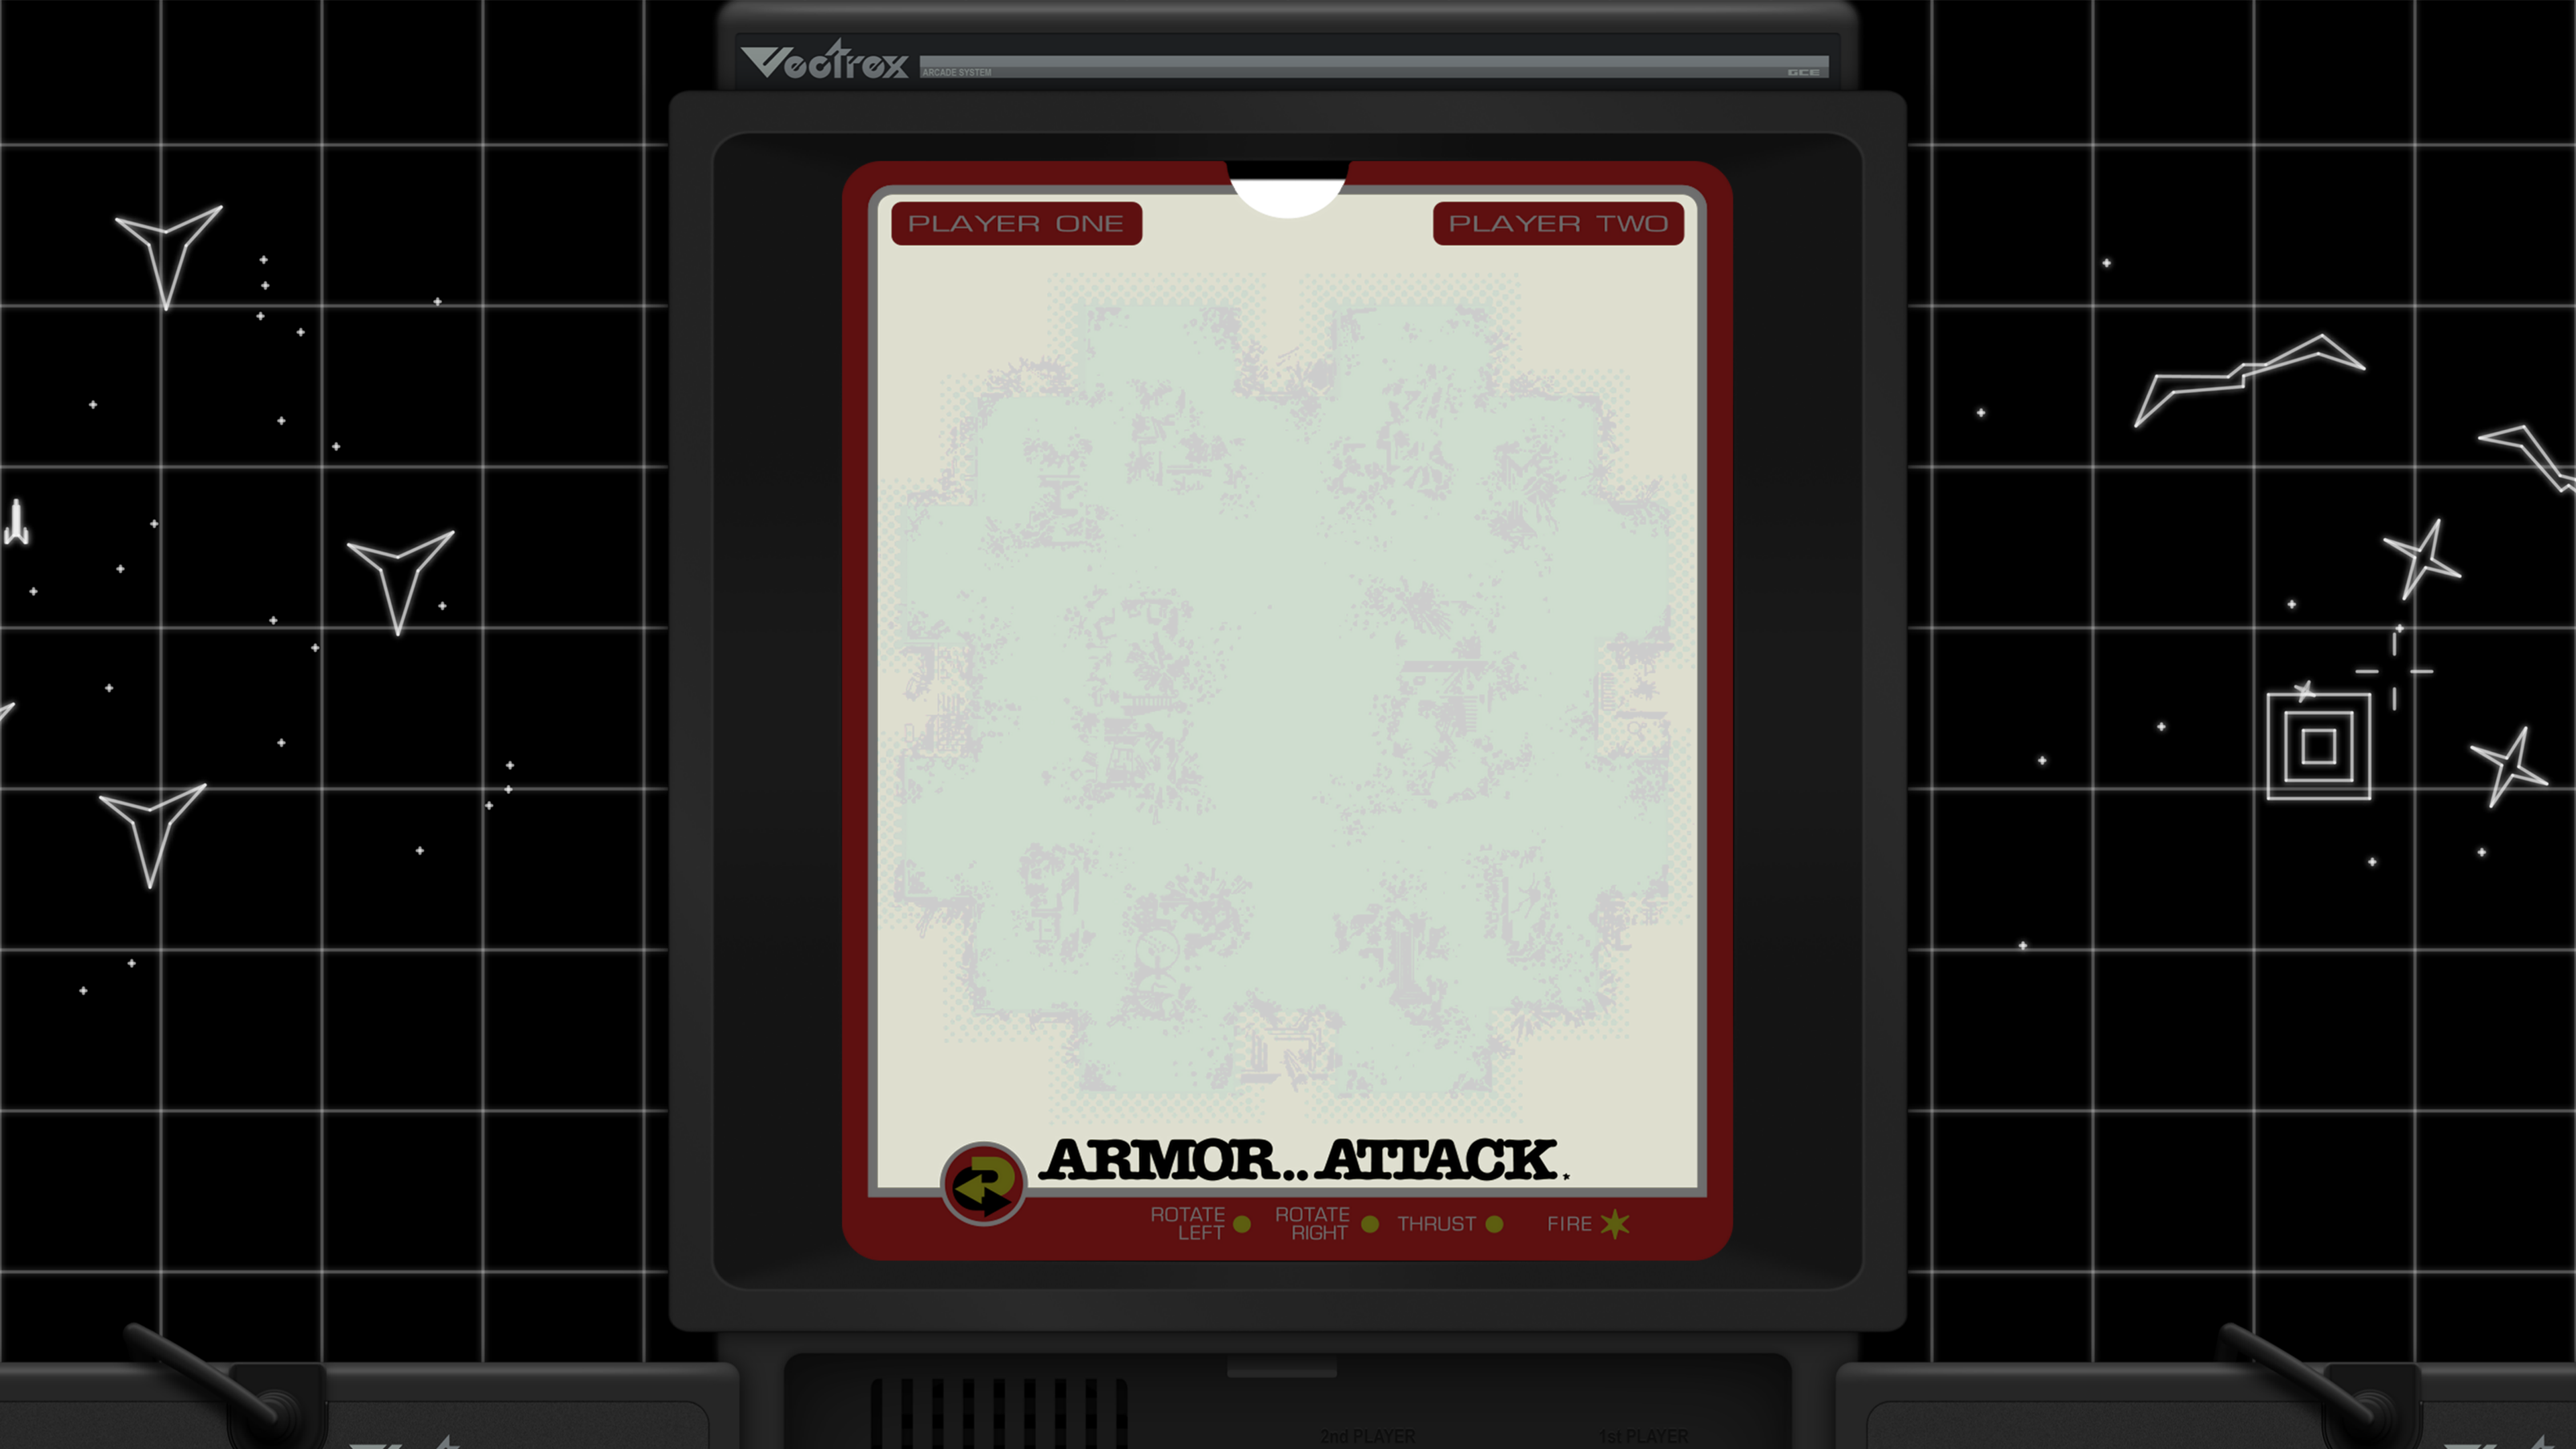 Vectrex
ARCADE SYSTEM
GCE
PLAYER ONE
PLAYER TWO
ARMOR..ATTACK.
ROTATE LEFT
ROTATE RIGHT
THRUST
FIRE
2nd PLAYER
1st PLAYER